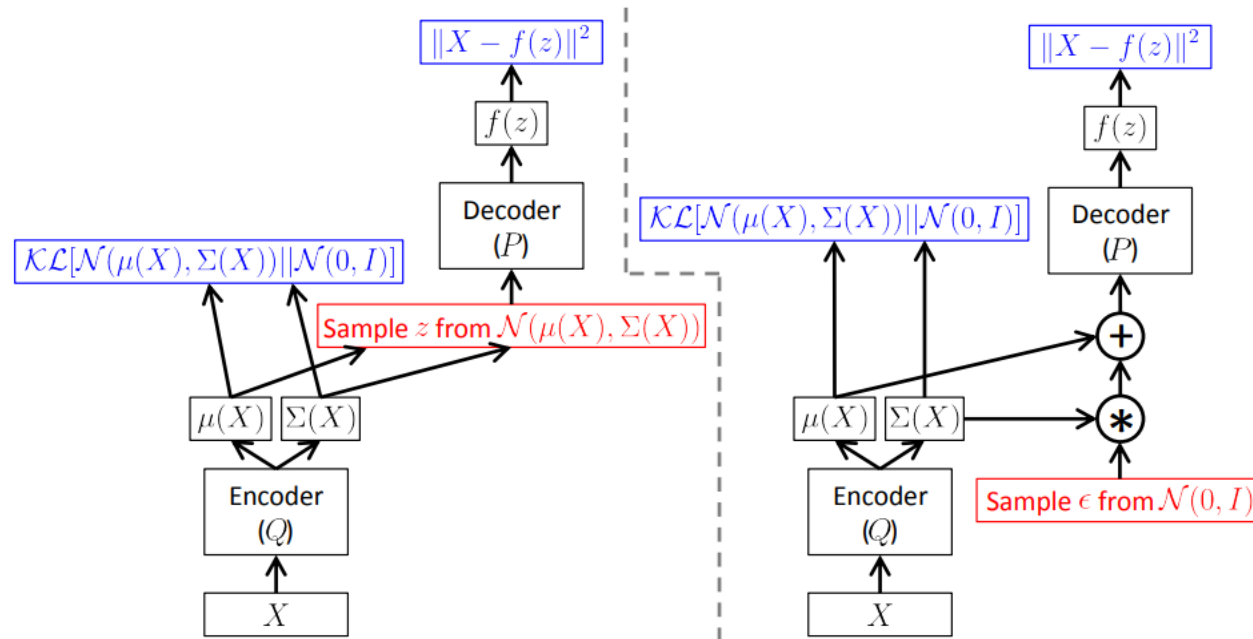 ‖X − f(z)‖²
f(z)
Decoder
(P)
𝒦ℒ[𝒩(μ(X), Σ(X))||𝒩(0, I)]
Sample z from 𝒩(μ(X), Σ(X))
μ(X)
Σ(X)
Encoder
(Q)
X
‖X − f(z)‖²
f(z)
Decoder
(P)
𝒦ℒ[𝒩(μ(X), Σ(X))||𝒩(0, I)]
+
μ(X)
Σ(X)
*
Encoder
(Q)
Sample ϵ from 𝒩(0, I)
X